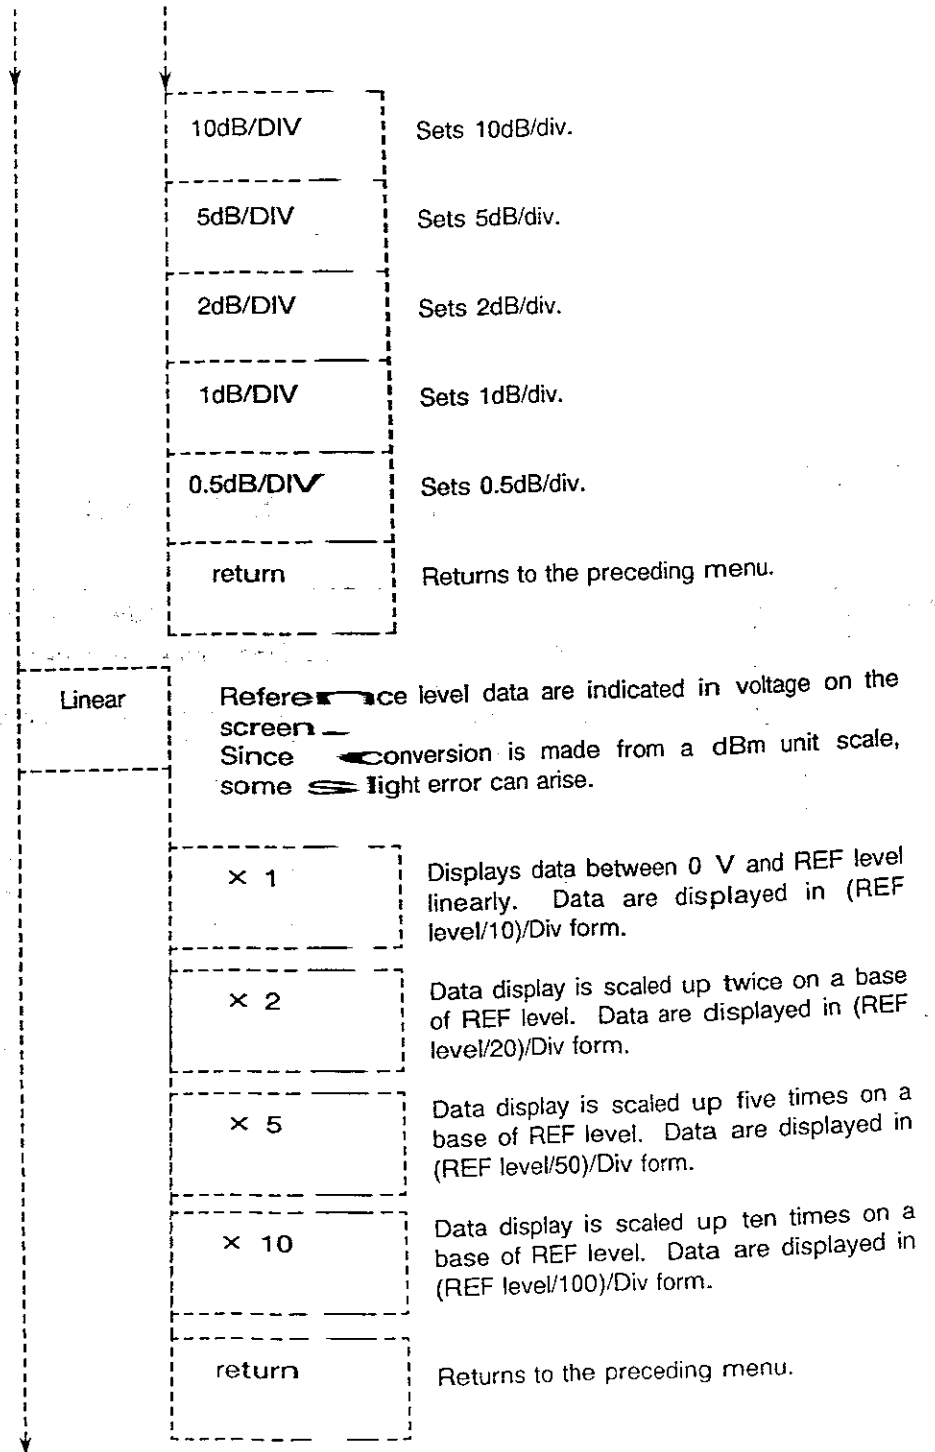 10dB/DIV
Sets 10dB/div.
5dB/DIV
Sets 5dB/div.
2dB/DIV
Sets 2dB/div.
1dB/DIV
Sets 1dB/div.
0.5dB/DIV
Sets 0.5dB/div.
return
Returns to the preceding menu.
Linear
Reference level data are indicated in voltage on the
screen.
Since conversion is made from a dBm unit scale,
some slight error can arise.
× 1
Displays data between 0 V and REF level
linearly. Data are displayed in (REF
level/10)/Div form.
× 2
Data display is scaled up twice on a base
of REF level. Data are displayed in (REF
level/20)/Div form.
× 5
Data display is scaled up five times on a
base of REF level. Data are displayed in
(REF level/50)/Div form.
× 10
Data display is scaled up ten times on a
base of REF level. Data are displayed in
(REF level/100)/Div form.
return
Returns to the preceding menu.